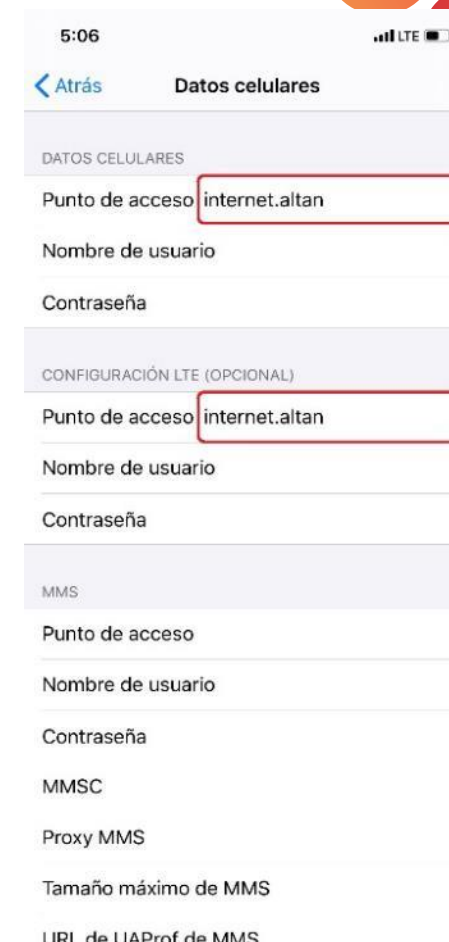 5:06
LTE
Atrás
Datos celulares
DATOS CELULARES
Punto de acceso internet.altan
Nombre de usuario
Contraseña
CONFIGURACIÓN LTE (OPCIONAL)
Punto de acceso internet.altan
Nombre de usuario
Contraseña
MMS
Punto de acceso
Nombre de usuario
Contraseña
MMSC
Proxy MMS
Tamaño máximo de MMS
URL de UAProf de MMS